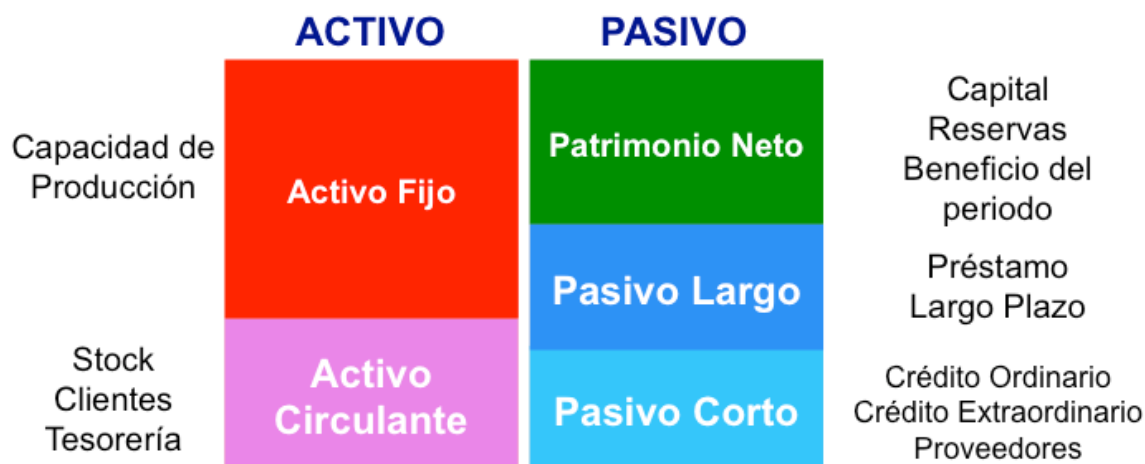 ACTIVO
PASIVO
Capacidad de
Producción
Activo Fijo
Patrimonio Neto
Capital
Reservas
Beneficio del
periodo
Pasivo Largo
Préstamo
Largo Plazo
Stock
Clientes
Tesorería
Activo
Circulante
Pasivo Corto
Crédito Ordinario
Crédito Extraordinario
Proveedores